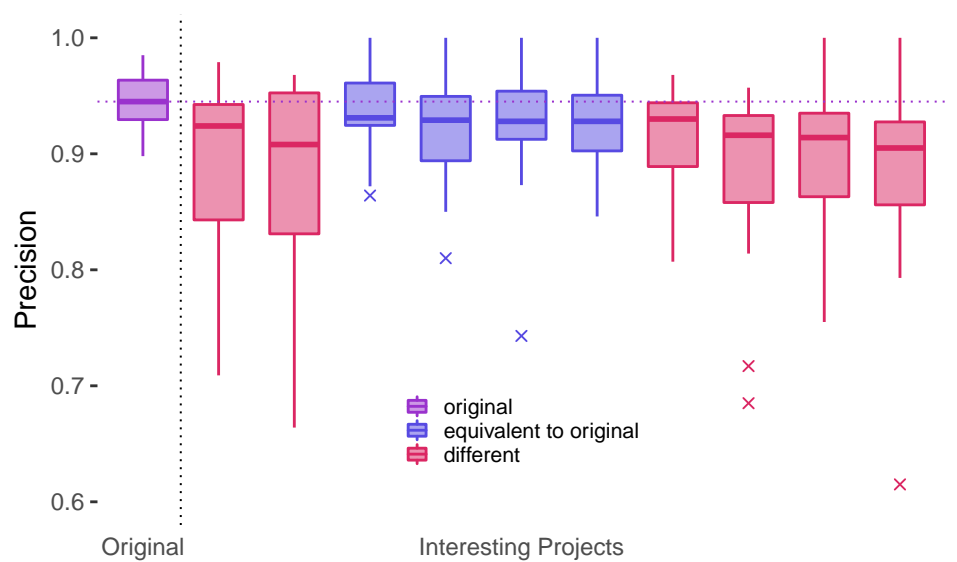 1.0
0.9
0.8
0.7
0.6
Precision
original
equivalent to original
different
Original
Interesting Projects